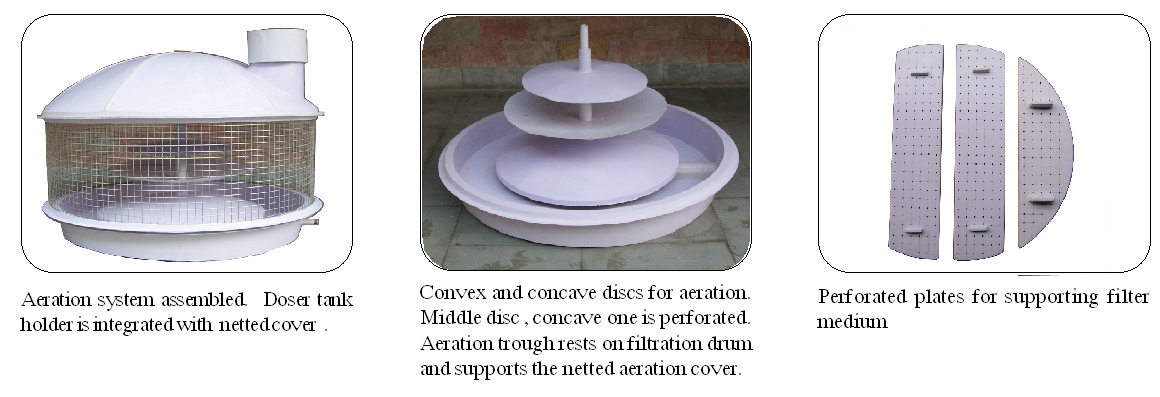 Aeration system assembled. Doser tank
holder is integrated with netted cover .
Convex and concave discs for aeration.
Middle disc , concave one is perforated.
Aeration trough rests on filtration drum
and supports the netted aeration cover.
Perforated plates for supporting filter
medium